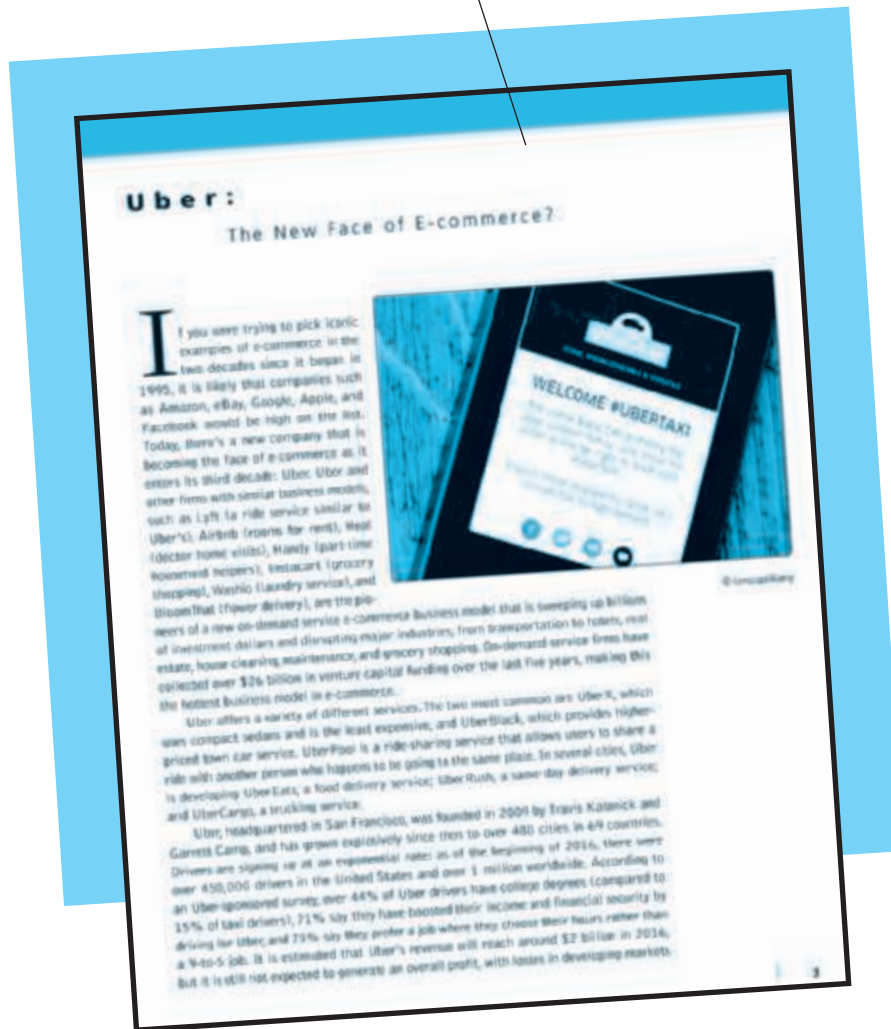 Uber:
The New Face of E-commerce?
If you were trying to pick iconic
examples of e-commerce in the
two decades since it began in
1995, it is likely that companies such
as Amazon, eBay, Google, Apple, and
Facebook would be high on the list.
Today, there's a new company that is
becoming the face of e-commerce as it
enters its third decade: Uber. Uber and
other firms with similar business models,
such as Lyft (a ride service similar to
Uber's), Airbnb (rooms for rent), Heal
(doctor home visits), Handy (part-time
household helpers), Instacart (grocery
shopping), Washio (laundry service), and
BloomThat (flower delivery), are the pio-
WELCOME #UBERTAXI
neers of a new on-demand service e-commerce business model that is sweeping up billions
of investment dollars and disrupting major industries, from transportation to hotels, real
estate, house cleaning, maintenance, and grocery shopping. On-demand service firms have
collected over $26 billion in venture capital funding over the last five years, making this
the hottest business model in e-commerce.
Uber offers a variety of different services. The two most common are UberX, which
uses compact sedans and is the least expensive, and UberBlack, which provides higher-
priced town car service. UberPool is a ride-sharing service that allows users to share a
ride with another person who happens to be going to the same place. In several cities, Uber
is developing UberEats, a food delivery service; UberRush, a same-day delivery service;
and UberCargo, a trucking service.
Uber, headquartered in San Francisco, was founded in 2009 by Travis Kalanick and
Garrett Camp, and has grown explosively since then to over 480 cities in 69 countries.
Drivers are signing up at an exponential rate: as of the beginning of 2016, there were
over 450,000 drivers in the United States and over 1 million worldwide. According to
an Uber-sponsored survey, over 44% of Uber drivers have college degrees (compared to
15% of taxi drivers), 71% say they have boosted their income and financial security by
driving for Uber, and 73% say they prefer a job where they choose their hours rather than
a 9-to-5 job. It is estimated that Uber's revenue will reach around $2 billion in 2016,
but it is still not expected to generate an overall profit, with losses in developing markets
3